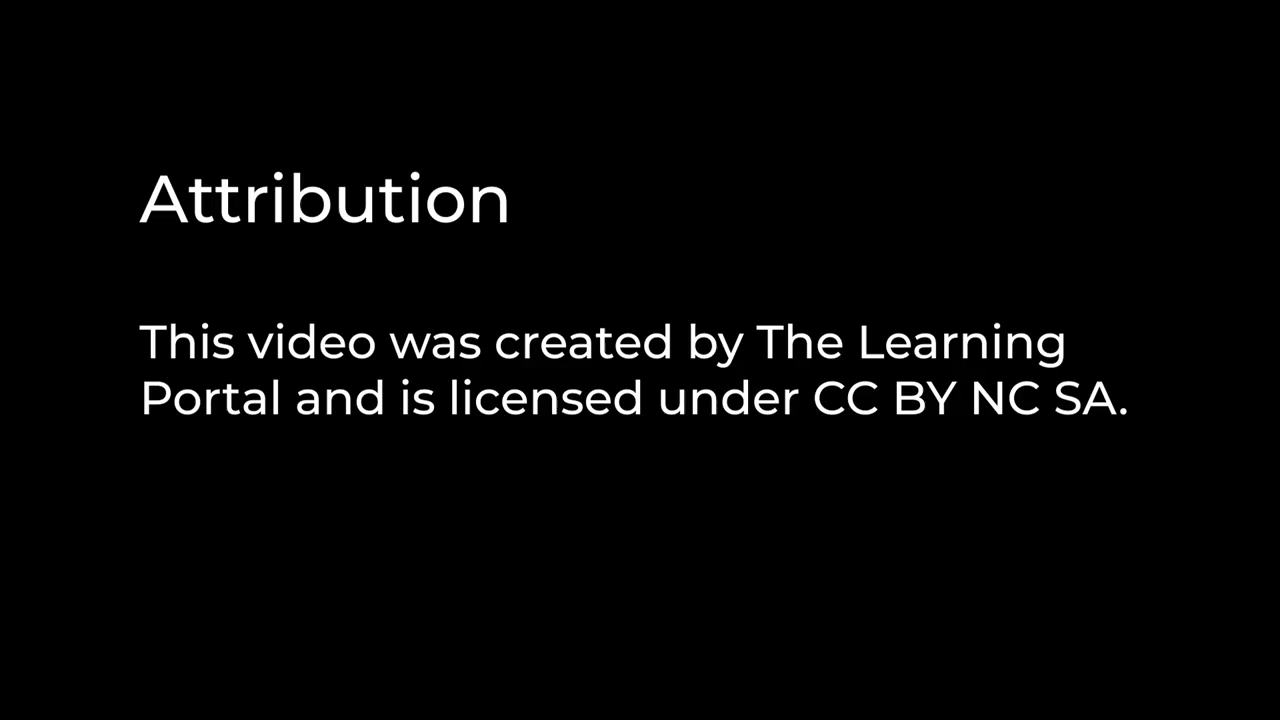 Attribution
This video was created by The Learning
Portal and is licensed under CC BY NC SA.